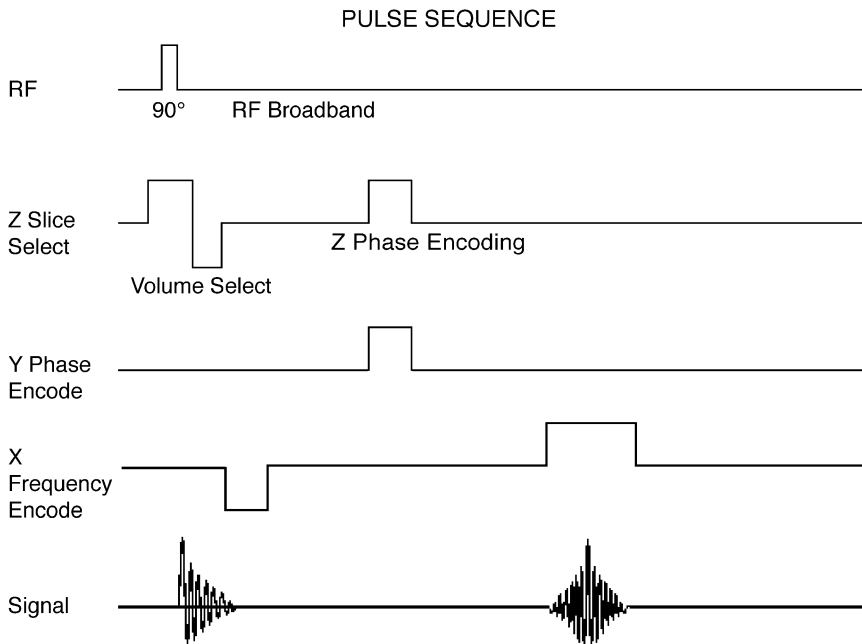 PULSE SEQUENCE
RF
90°
RF Broadband
Z Slice
Select
Z Phase Encoding
Volume Select
Y Phase
Encode
X
Frequency
Encode
Signal